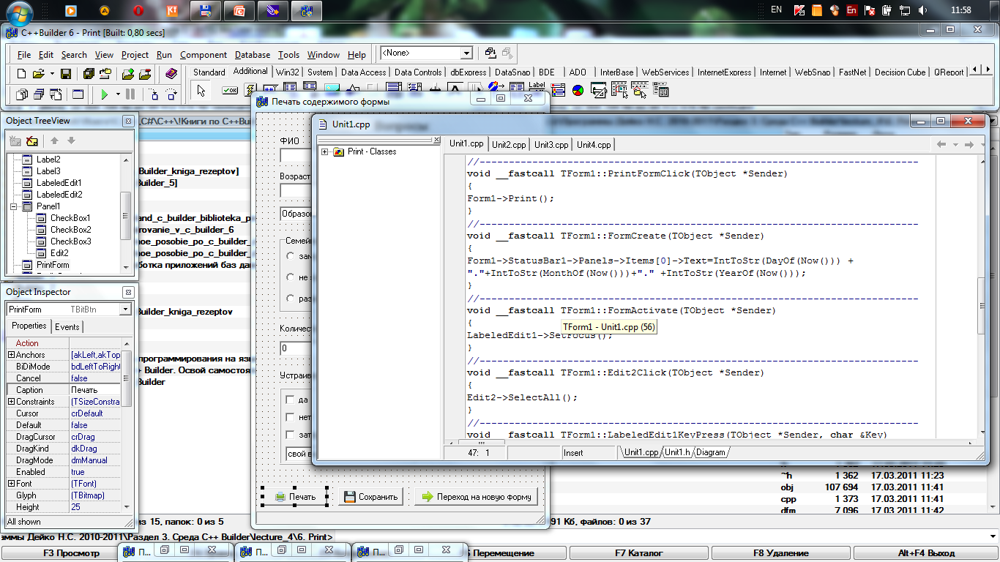 EN
En
11:58
C++Builder 6 - Print [Built: 0,80 secs]
File Edit Search View Project Run Component Database Tools Window Help
<None>
Standard Additional Win32 System Data Access Data Controls dbExpress DataSnap BDE ADO InterBase WebServices InternetExpress Internet WebSnap FastNet Decision Cube QReport
Object TreeView
Label2
Label3
LabeledEdit1
LabeledEdit2
Panel1
CheckBox1
CheckBox2
CheckBox3
Edit2
PrintForm
Object Inspector
PrintForm TBitBtn
Properties Events
Action
Anchors [akLeft,akTop
BiDiMode bdLeftToRight
Cancel false
Caption Печать
Constraints (TSizeConstra
Cursor crDefault
Default false
DragCursor crDrag
DragKind dkDrag
DragMode dmManual
Enabled true
Font (TFont)
Glyph (TBitmap)
Height 25
All shown
_C#\C++\!Книги по C++Buil
Builder_kniga_rezeptov]
Builder_5]
and_c_builder_biblioteka_p
rovanie_v_c_builder_6
noe_posobie_po_c_builder_
noe_posobie_po_c_builder_
ботка приложений баз да
Builder_kniga_rezeptov
программирования на язы
+ Builder. Освой самостоя
Builder
Печать содержимого формы
ФИО
Возраст
Образо
Семей
зам
не
раз
Количес
0
Устраив
да
нет
зат
свой в
Печать
Сохранить
Переход на новую форму
Unit1.cpp
Print - Classes
Unit1.cpp Unit2.cpp Unit3.cpp Unit4.cpp
//-----------------------------------------------------------------------------
void __fastcall TForm1::PrintFormClick(TObject *Sender)
{
Form1->Print();
}
//-----------------------------------------------------------------------------
void __fastcall TForm1::FormCreate(TObject *Sender)
{
Form1->StatusBar1->Panels->Items[0]->Text=IntToStr(DayOf(Now())) +
"."+IntToStr(MonthOf(Now()))+"." +IntToStr(YearOf(Now()));
}
//-----------------------------------------------------------------------------
void __fastcall TForm1::FormActivate(TObject *Sender)
{
TForm1 - Unit1.cpp (56)
LabeledEdit1->SetFocus();
}
//-----------------------------------------------------------------------------
void __fastcall TForm1::Edit2Click(TObject *Sender)
{
Edit2->SelectAll();
}
//-----------------------------------------------------------------------------
void __fastcall TForm1::LabeledEdit1KeyPress(TObject *Sender, char &Key)
47: 1 Insert Unit1.cpp Unit1.h Diagram
~h 1 362 17.03.2011 11:23
obj 107 694 17.03.2011 11:41
cpp 1 373 17.03.2011 11:41
dfm 7 096 17.03.2011 11:42
из 15, папок: 0 из 5
91 Кб, файлов: 0 из 37
аммы Дейко Н.С. 2010-2011\Раздел 3. Среда C++ Builder\lecture_4\6. Print>
F3 Просмотр
П...
П...
П...
6 Перемещение
F7 Каталог
F8 Удаление
Alt+F4 Выход